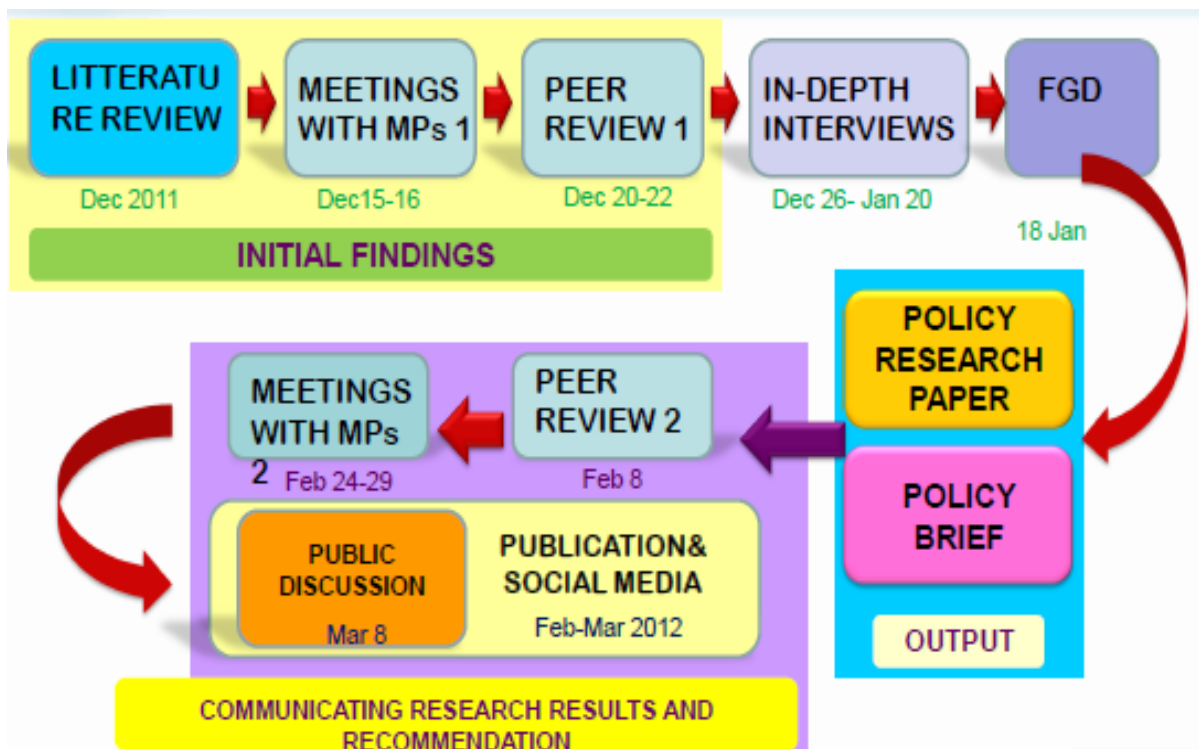 LITTERATU
RE REVIEW
MEETINGS
WITH MPs 1
PEER
REVIEW 1
IN-DEPTH
INTERVIEWS
FGD
Dec 2011
Dec15-16
Dec 20-22
Dec 26- Jan 20
18 Jan
INITIAL FINDINGS
POLICY
RESEARCH
PAPER
POLICY
BRIEF
OUTPUT
PEER
REVIEW 2
Feb 8
MEETINGS
WITH MPs
2
Feb 24-29
PUBLIC
DISCUSSION
Mar 8
PUBLICATION&
SOCIAL MEDIA
Feb-Mar 2012
COMMUNICATING RESEARCH RESULTS AND
RECOMMENDATION